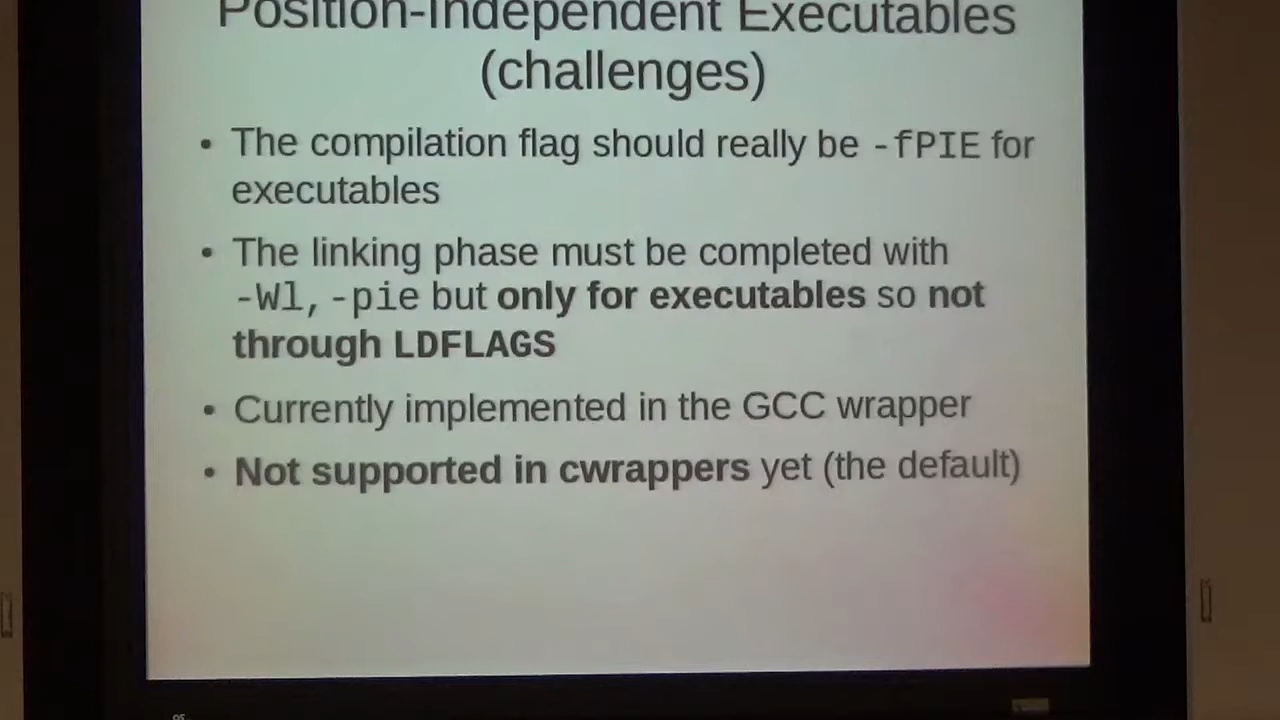 Position-Independent Executables
(challenges)
• The compilation flag should really be -fPIE for
executables
• The linking phase must be completed with
-Wl,-pie but only for executables so not
through LDFLAGS
• Currently implemented in the GCC wrapper
• Not supported in cwrappers yet (the default)